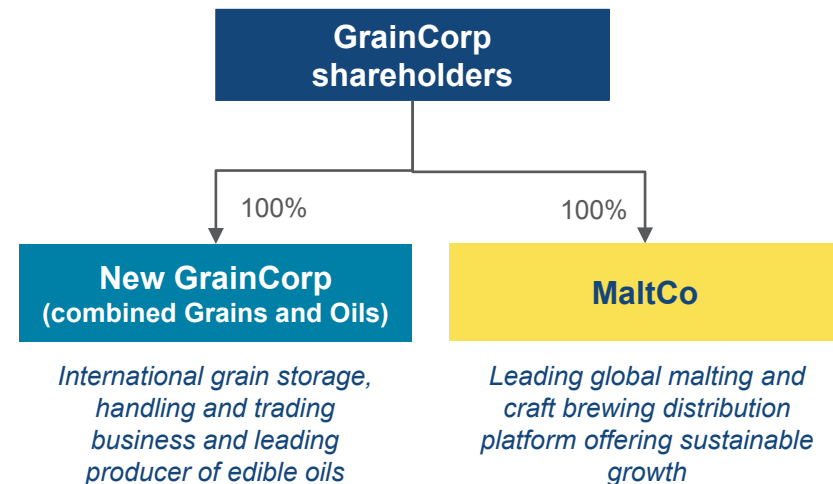 GrainCorp
shareholders
100%
100%
New GrainCorp
(combined Grains and Oils)
MaltCo
International grain storage,
handling and trading
business and leading
producer of edible oils
Leading global malting and
craft brewing distribution
platform offering sustainable
growth